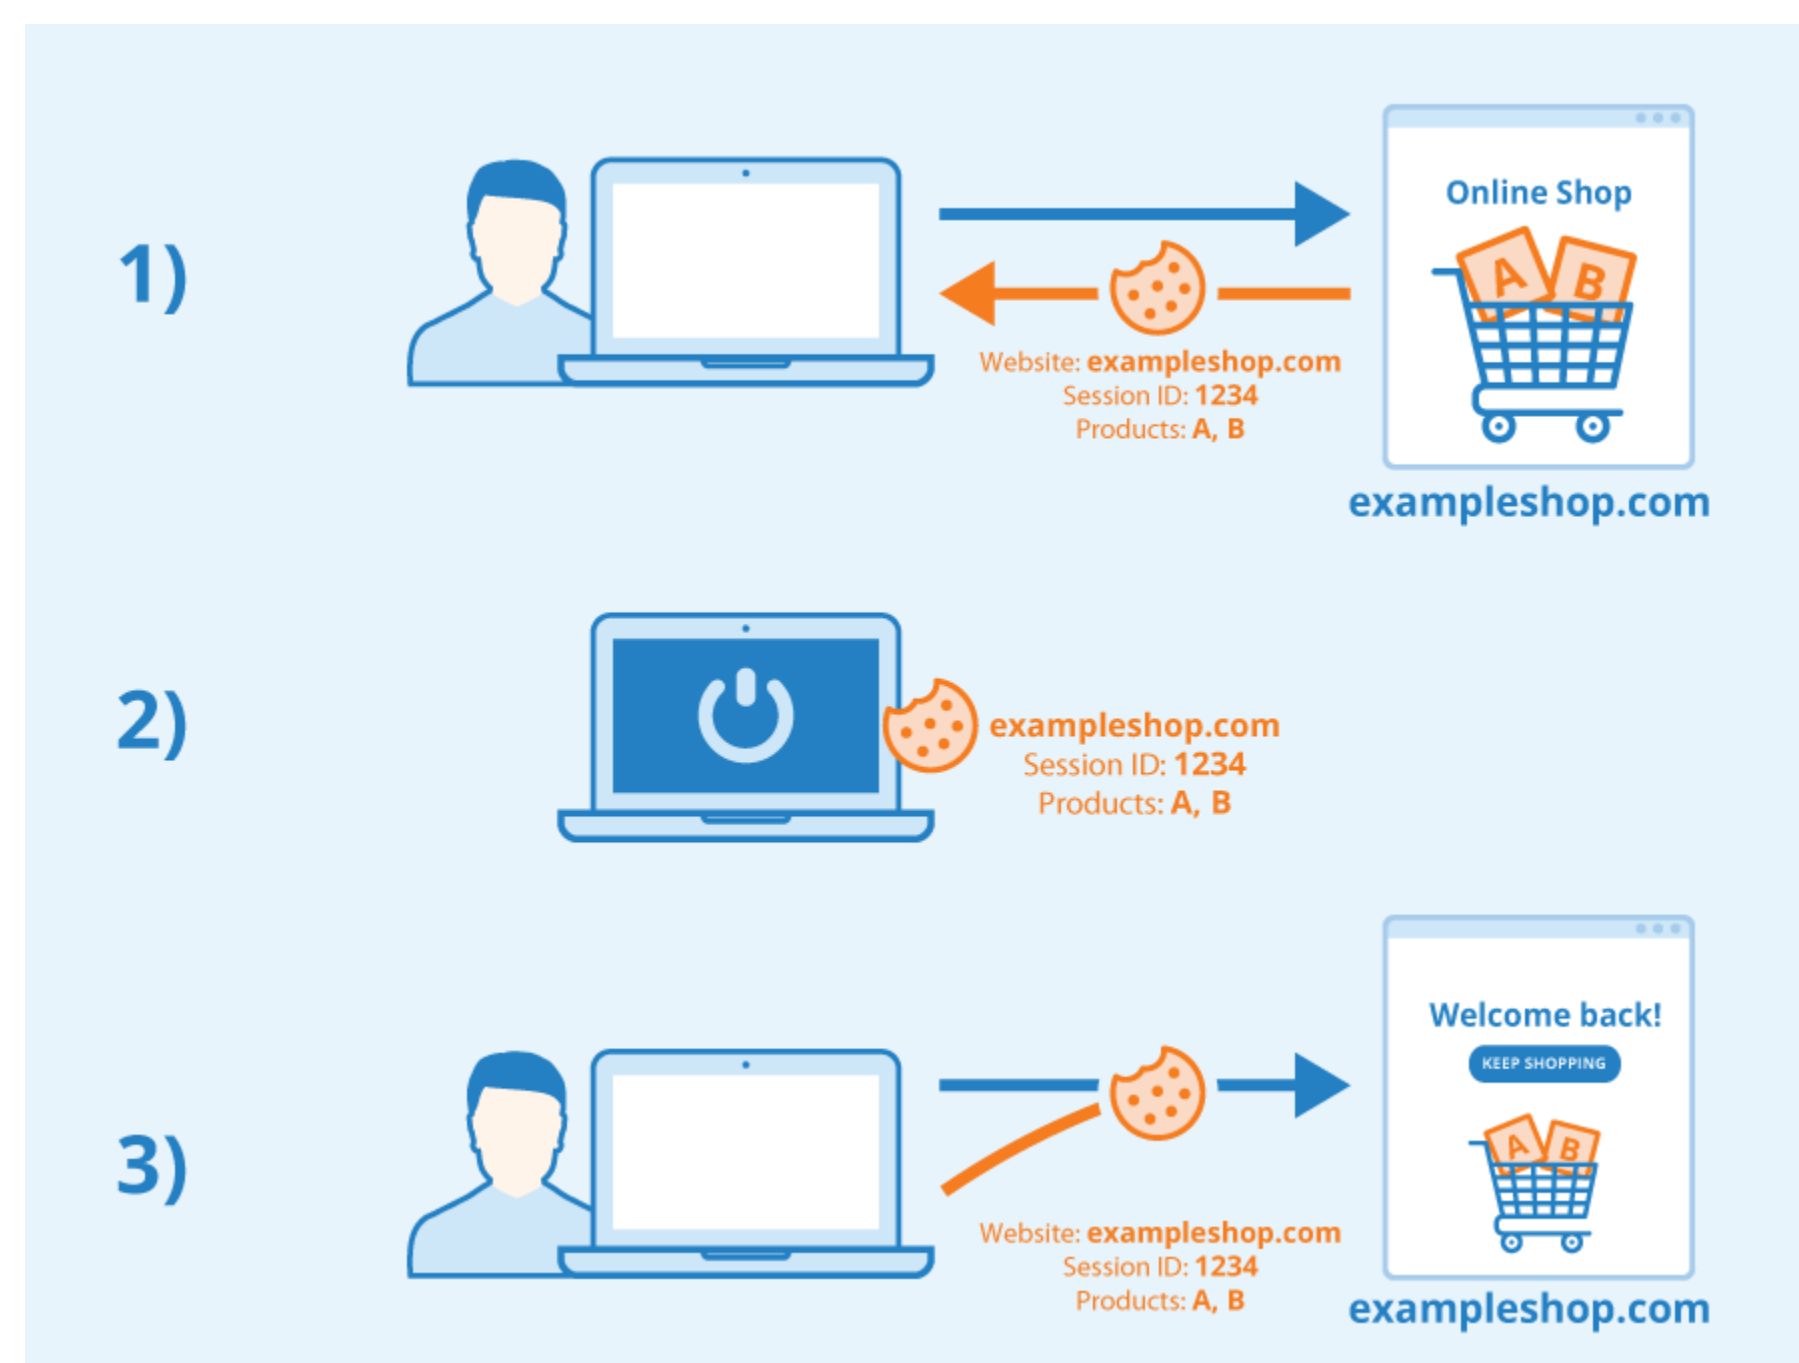 1)
Online Shop
A B
Website: exampleshop.com
Session ID: 1234
Products: A, B
exampleshop.com
2)
exampleshop.com
Session ID: 1234
Products: A, B
3)
Welcome back!
KEEP SHOPPING
A B
Website: exampleshop.com
Session ID: 1234
Products: A, B
exampleshop.com